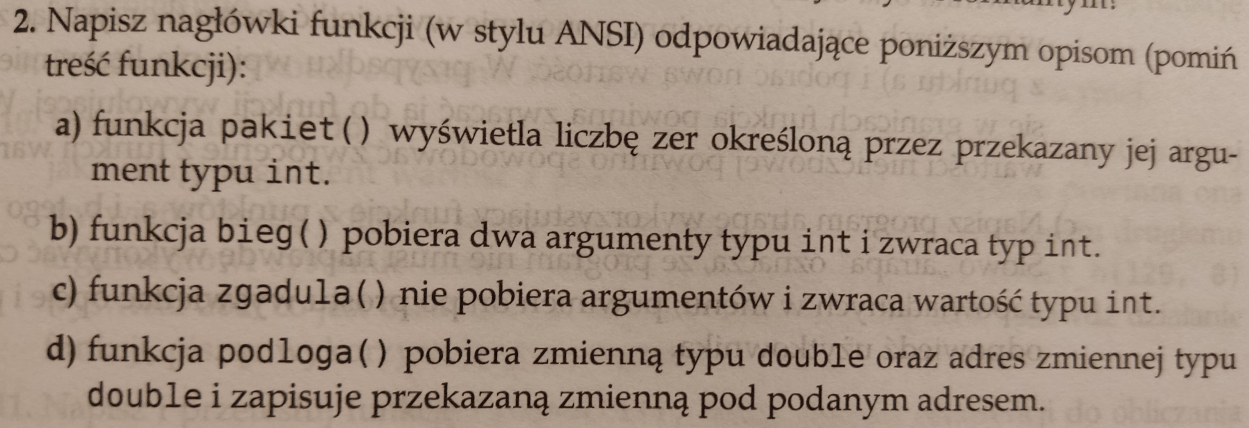 2. Napisz nagłówki funkcji (w stylu ANSI) odpowiadające poniższym opisom (pomiń
treść funkcji):
a) funkcja pakiet() wyświetla liczbę zer określoną przez przekazany jej argu-
ment typu int.
b) funkcja bieg() pobiera dwa argumenty typu int i zwraca typ int.
c) funkcja zgadula() nie pobiera argumentów i zwraca wartość typu int.
d) funkcja podloga() pobiera zmienną typu double oraz adres zmiennej typu
double i zapisuje przekazaną zmienną pod podanym adresem.